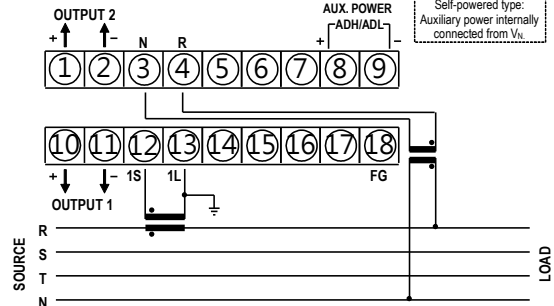 Self-powered type:
Auxiliary power internally
connected from VN.
OUTPUT 2
AUX. POWER
ADH/ADL
+ – N R + –
1 2 3 4 5 6 7 8 9
10 11 12 13 14 15 16 17 18
+ – 1S 1L FG
OUTPUT 1
SOURCE
R
S
T
N
LOAD